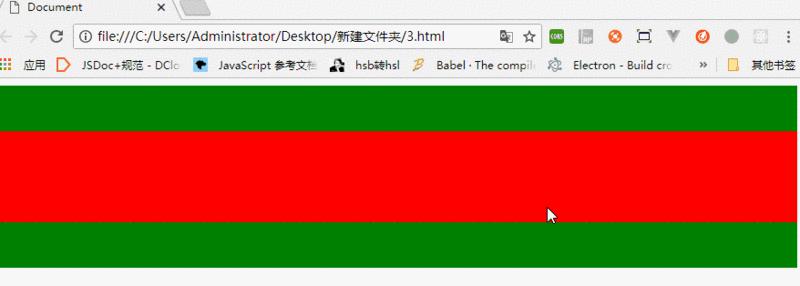 Document
file:///C:/Users/Administrator/Desktop/新建文件夹/3.html
应用 JSDoc+规范 - DClo JavaScript 参考文档 hsb转hsl Babel · The compile Electron - Build cro » 其他书签